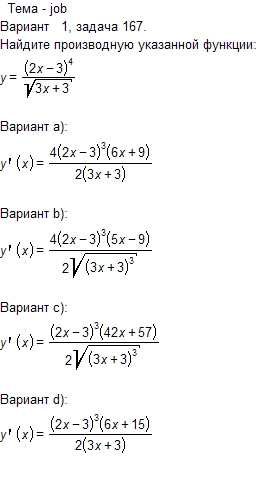 Тема - job
Вариант 1, задача 167.
Найдите производную указанной функции:
y = (2x − 3)⁴ / √(3x + 3)
Вариант a):
y′(x) = 4(2x − 3)³(6x + 9) / 2(3x + 3)
Вариант b):
y′(x) = 4(2x − 3)³(5x − 9) / 2√(3x + 3)³
Вариант c):
y′(x) = (2x − 3)³(42x + 57) / 2√(3x + 3)³
Вариант d):
y′(x) = (2x − 3)³(6x + 15) / 2(3x + 3)